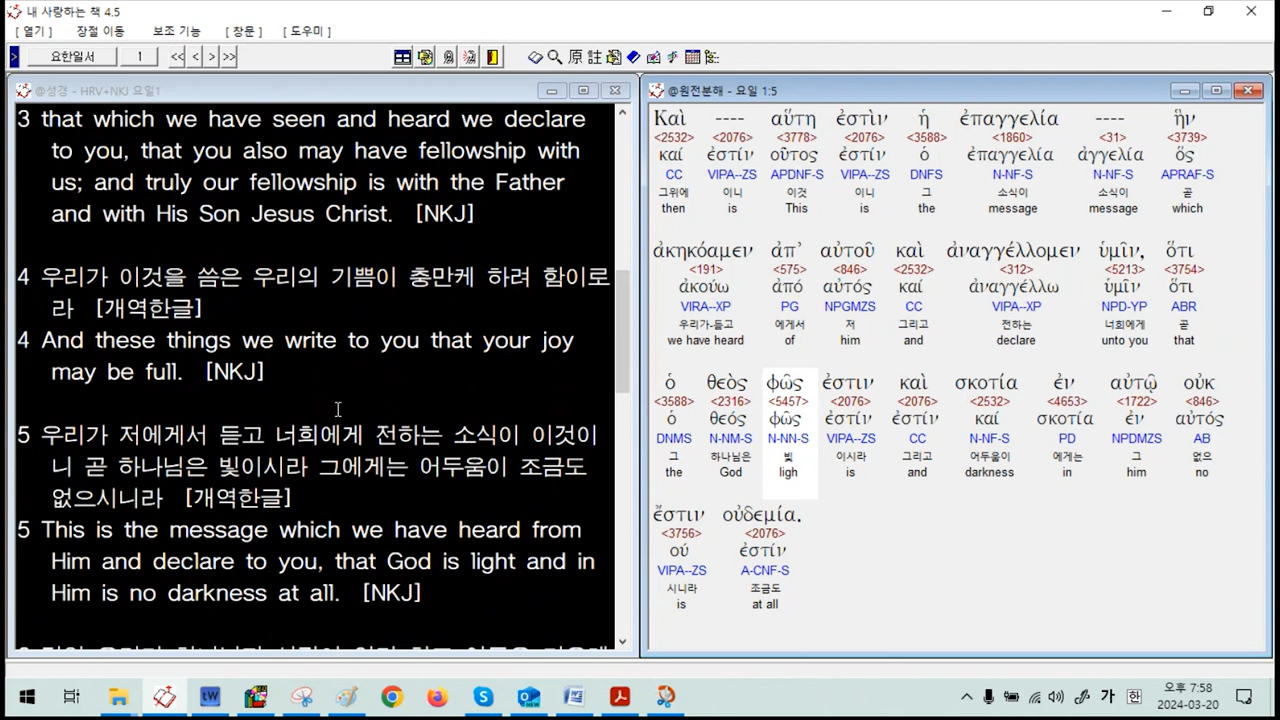 내 사랑하는 책 4.5
[ 열기 ] 장절 이동 보조 기능 [ 창문 ] [ 도우미 ]
> 요한일서 1 << < > >> 原 註
@성경 - HRV+NKJ 요일1
3 that which we have seen and heard we declare
to you, that you also may have fellowship with
us; and truly our fellowship is with the Father
and with His Son Jesus Christ. [NKJ]
4 우리가 이것을 씀은 우리의 기쁨이 충만케 하려 함이로
라 [개역한글]
4 And these things we write to you that your joy
may be full. [NKJ]
5 우리가 저에게서 듣고 너희에게 전하는 소식이 이것이
니 곧 하나님은 빛이시라 그에게는 어두움이 조금도
없으시니라 [개역한글]
5 This is the message which we have heard from
Him and declare to you, that God is light and in
Him is no darkness at all. [NKJ]
@원전분해 - 요일 1:5
Καὶ ---- αὕτη ἐστὶν ἡ ἐπαγγελία ---- ἣν
<2532> <2076> <3778> <2076> <3588> <1860> <31> <3739>
καί ἐστίν οὗτος ἐστίν ὁ ἐπαγγελία ἀγγελία ὅς
CC VIPA--ZS APDNF-S VIPA--ZS DNFS N-NF-S N-NF-S APRAF-S
그위에 이니 이것 이니 그 소식이 소식이 곧
then is This is the message message which
ἀκηκόαμεν ἀπ’ αὐτοῦ καὶ ἀναγγέλλομεν ὑμῖν, ὅτι
<191> <575> <846> <2532> <312> <5213> <3754>
ἀκούω ἀπό αὐτός καί ἀναγγέλλω ὑμῖν ὅτι
VIRA--XP PG NPGMZS CC VIPA--XP NPD-YP ABR
우리가-듣고 에게서 저 그리고 전하는 너희에게 곧
we have heard of him and declare unto you that
ὁ θεὸς φῶς ἐστιν καὶ σκοτία ἐν αὐτῷ οὐκ
<3588> <2316> <5457> <2076> <2076> <2532> <4653> <1722> <846>
ὁ θεός φῶς ἐστίν ἐστίν καί σκοτία ἐν αὐτός
DNMS N-NM-S N-NN-S VIPA--ZS CC N-NF-S PD NPDMZS AB
그 하나님은 빛 이시라 그리고 어두움이 에게는 그 없으
the God ligh is and darkness in him no
ἔστιν οὐδεμία.
<3756> <2076>
οὐ ἐστίν
VIPA--ZS A-CNF-S
시니라 조금도
is at all
가 한
오후 7:58
2024-03-20